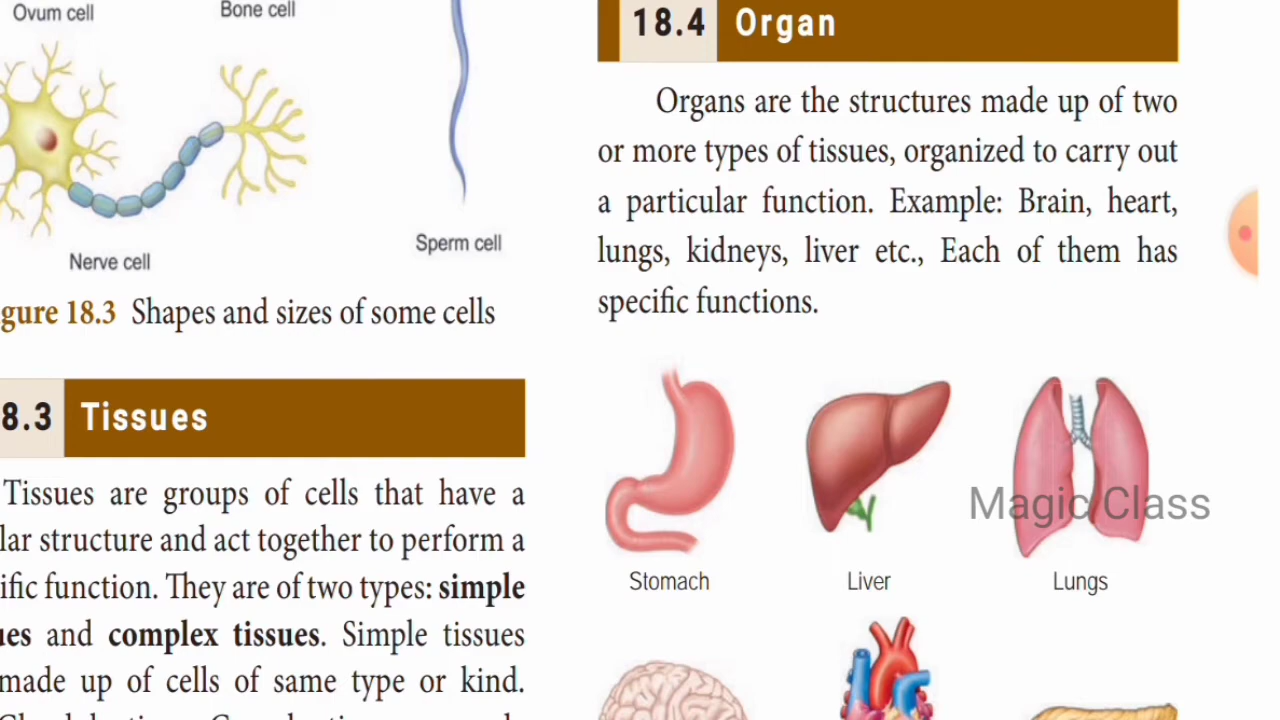 Ovum cell
Bone cell
Nerve cell
Sperm cell
gure 18.3 Shapes and sizes of some cells
8.3 Tissues
Tissues are groups of cells that have a
lar structure and act together to perform a
ific function. They are of two types: simple
ues and complex tissues. Simple tissues
made up of cells of same type or kind.
18.4 Organ
Organs are the structures made up of two
or more types of tissues, organized to carry out
a particular function. Example: Brain, heart,
lungs, kidneys, liver etc., Each of them has
specific functions.
Magic Class
Stomach
Liver
Lungs